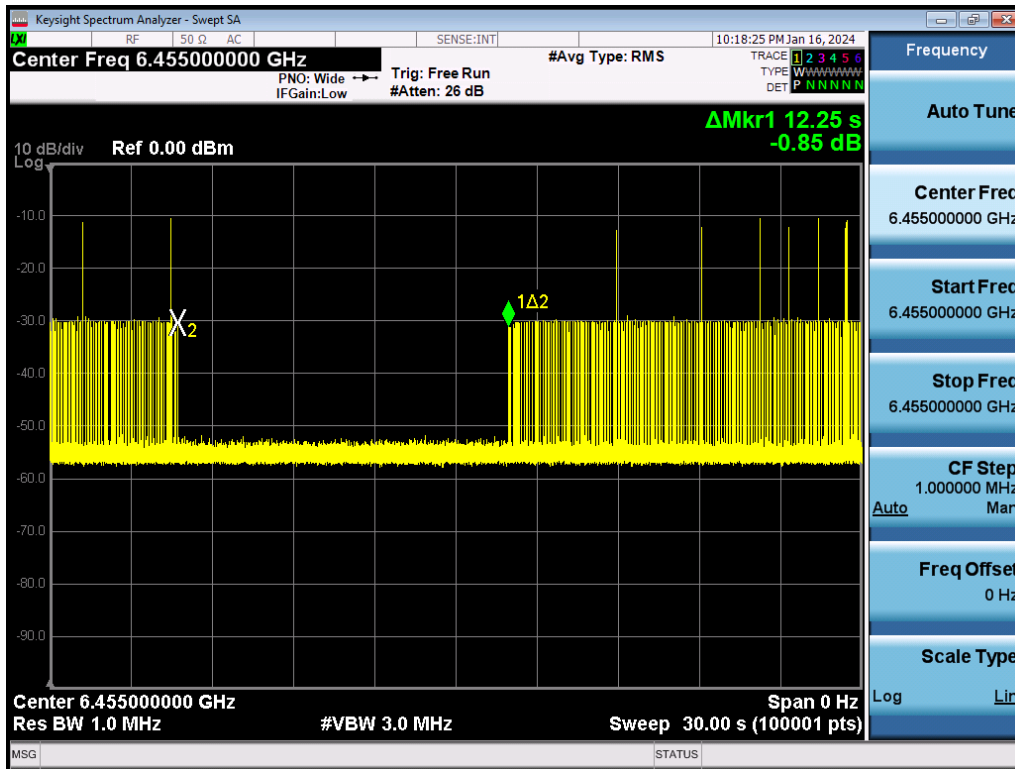 Keysight Spectrum Analyzer - Swept SA
LXI RF 50 Ω AC SENSE:INT 10:18:25 PM Jan 16, 2024
Center Freq 6.455000000 GHz
PNO: Wide
IFGain:Low
Trig: Free Run
#Atten: 26 dB
#Avg Type: RMS
TRACE 1 2 3 4 5 6
TYPE W W W W W W
DET P N N N N N
ΔMkr1 12.25 s
-0.85 dB
10 dB/div Ref 0.00 dBm
Log
-10.0
-20.0
-30.0
-40.0
-50.0
-60.0
-70.0
-80.0
-90.0
2
1Δ2
Center 6.455000000 GHz Span 0 Hz
Res BW 1.0 MHz #VBW 3.0 MHz Sweep 30.00 s (100001 pts)
MSG STATUS
Frequency
Auto Tune
Center Freq
6.455000000 GHz
Start Freq
6.455000000 GHz
Stop Freq
6.455000000 GHz
CF Step
1.000000 MHz
Auto Man
Freq Offset
0 Hz
Scale Type
Log Lin